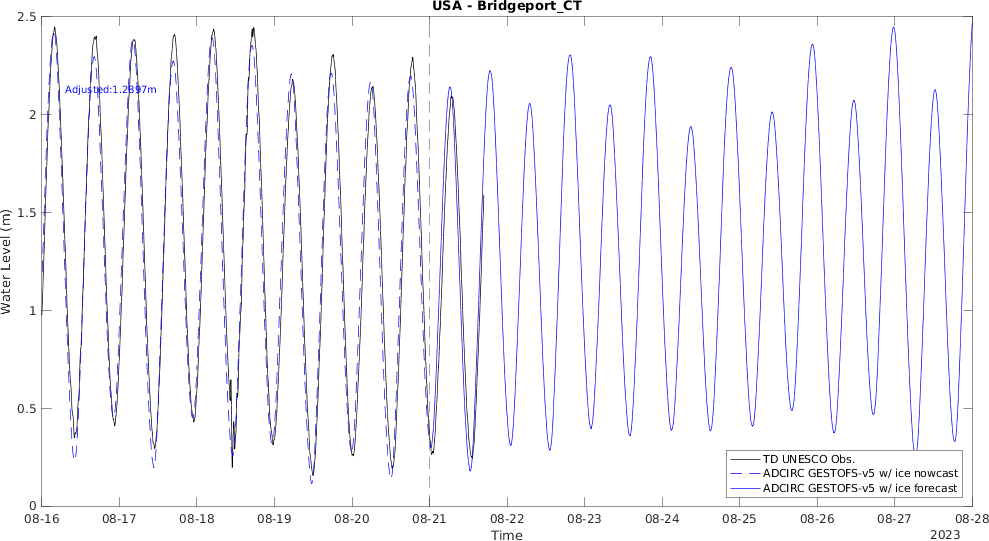 USA - Bridgeport_CT
2.5
Adjusted:1.2897m
2
1.5
Water Level (m)
1
0.5
TD UNESCO Obs.
ADCIRC GESTOFS-v5 w/ ice nowcast
ADCIRC GESTOFS-v5 w/ ice forecast
0
08-16 08-17 08-18 08-19 08-20 08-21 08-22 08-23 08-24 08-25 08-26 08-27 08-28
Time
2023